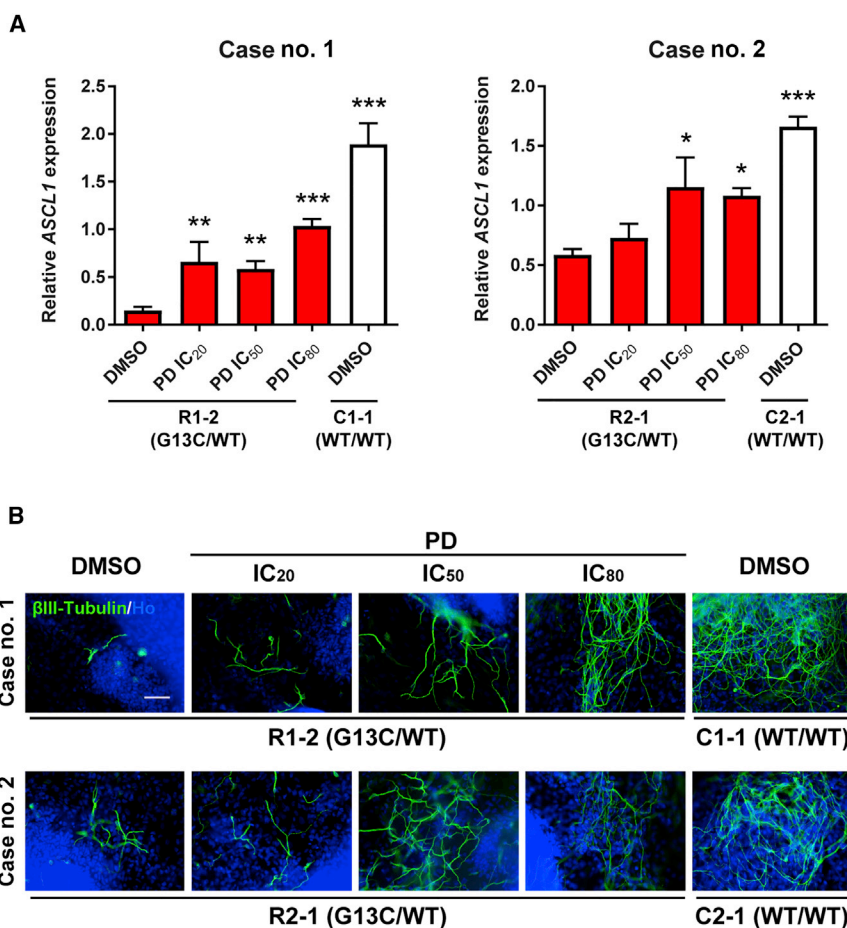 A
Case no. 1
Relative ASCL1 expression
2.5
2.0
1.5
1.0
0.5
0.0
**
**
***
***
DMSO
PD IC20
PD IC50
PD IC80
DMSO
R1-2
(G13C/WT)
C1-1
(WT/WT)
Case no. 2
Relative ASCL1 expression
2.0
1.5
1.0
0.5
0.0
*
*
***
DMSO
PD IC20
PD IC50
PD IC80
DMSO
R2-1
(G13C/WT)
C2-1
(WT/WT)
B
PD
DMSO
IC20
IC50
IC80
DMSO
Case no. 1
βIII-Tubulin/Ho
R1-2 (G13C/WT)
C1-1 (WT/WT)
Case no. 2
R2-1 (G13C/WT)
C2-1 (WT/WT)